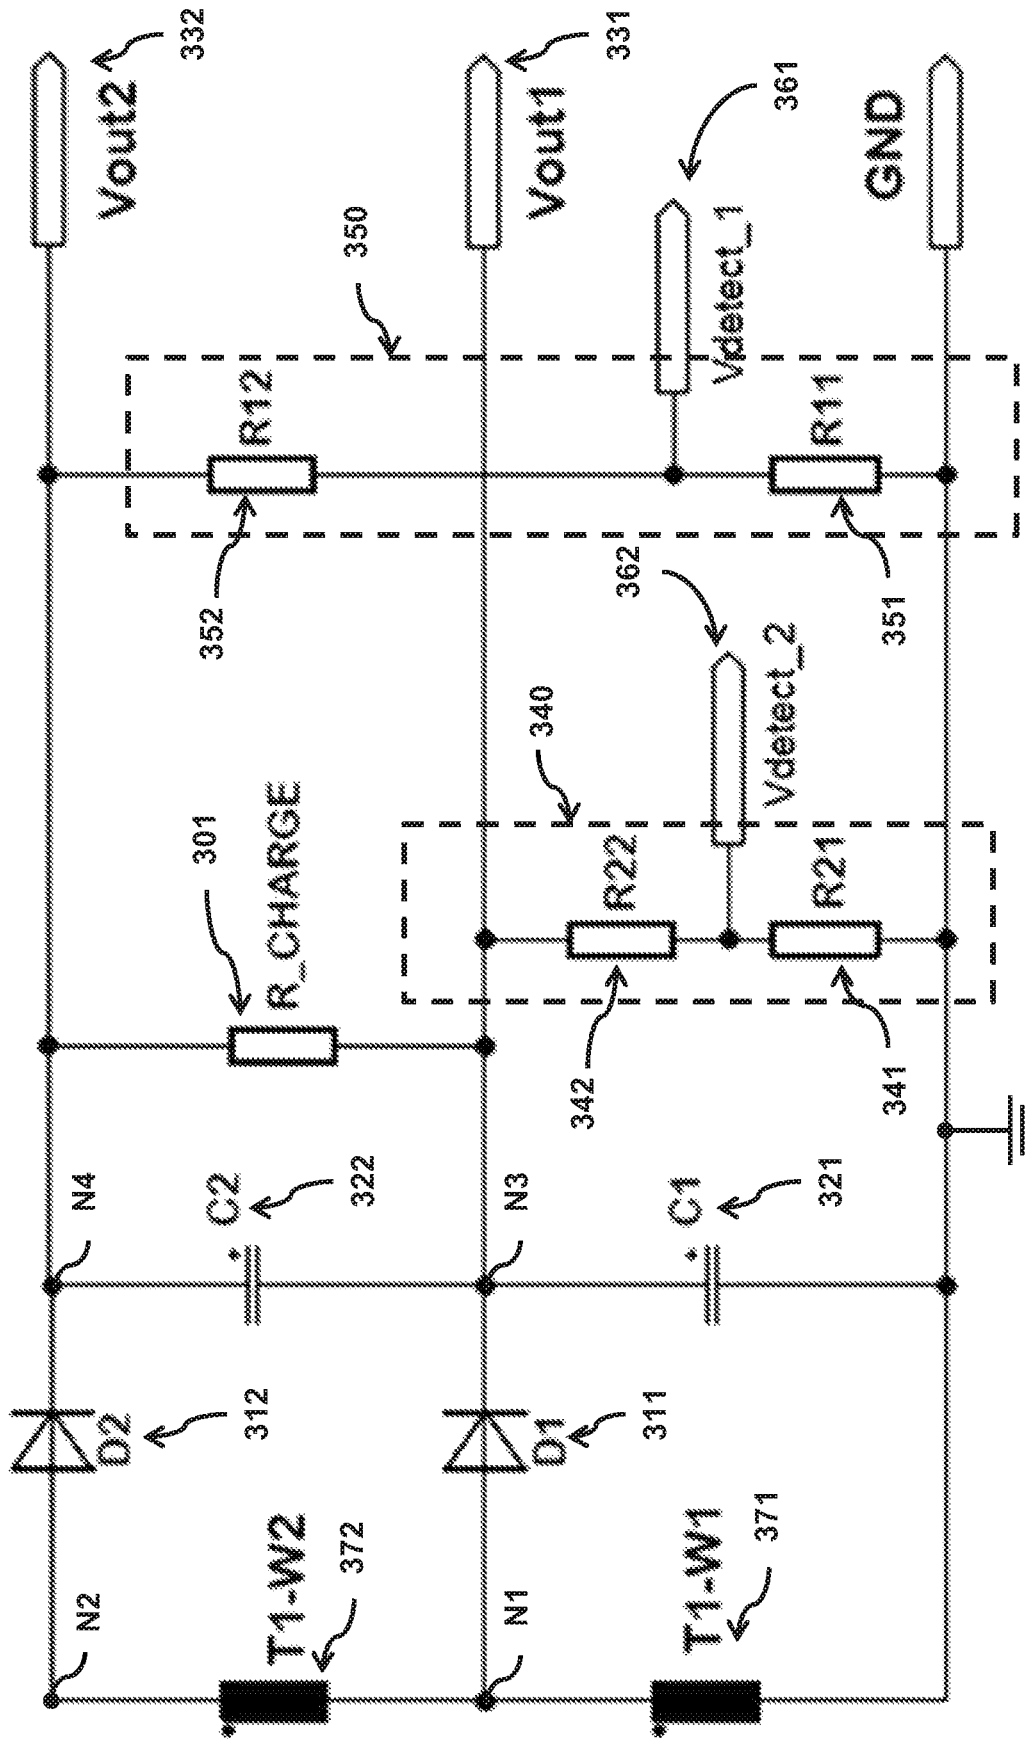 332
Vout2
331
Vout1
361
GND
350
Vdetect_1
R12
R11
352
362
351
Vdetect_2
340
301
R_CHARGE
R22
R21
342
341
N4
C2
322
N3
C1
321
D2
312
D1
311
N2
T1-W2
372
N1
T1-W1
371